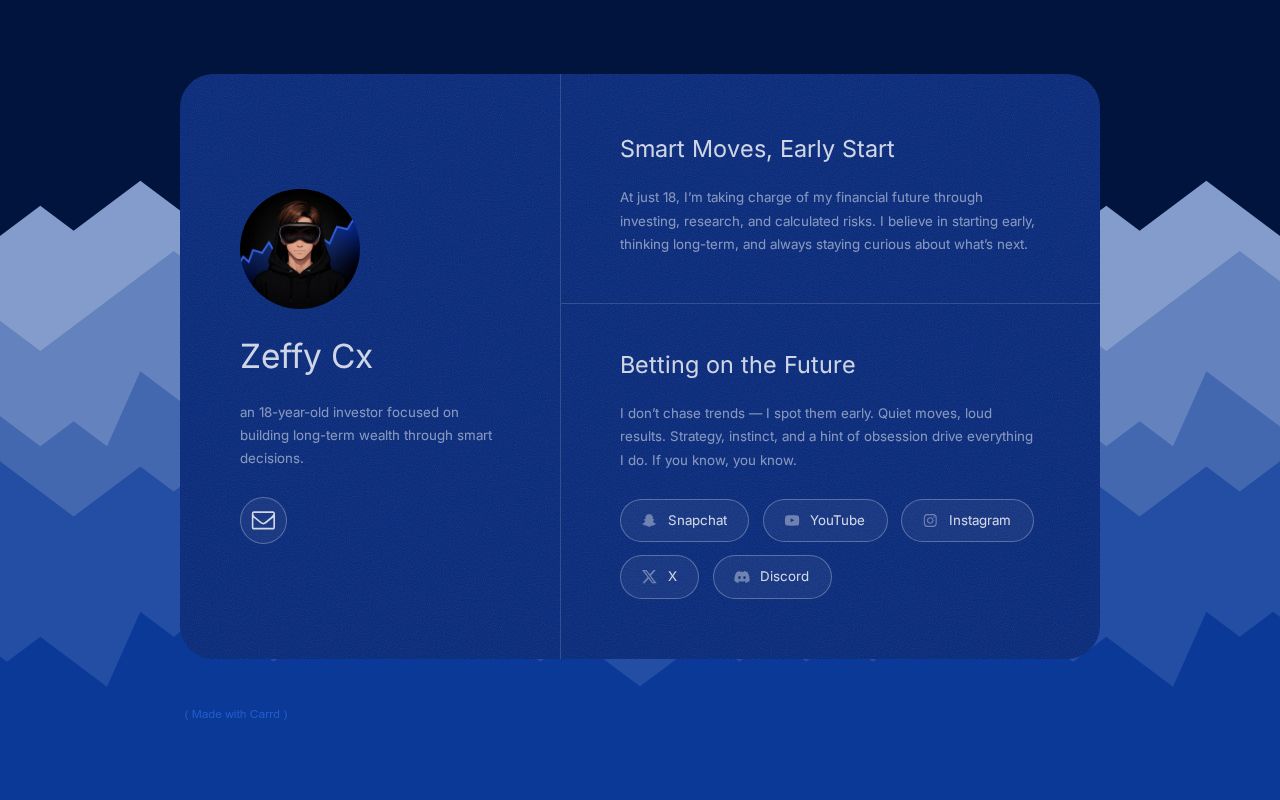 Zeffy Cx
an 18-year-old investor focused on
building long-term wealth through smart
decisions.
Smart Moves, Early Start
At just 18, I’m taking charge of my financial future through
investing, research, and calculated risks. I believe in starting early,
thinking long-term, and always staying curious about what’s next.
Betting on the Future
I don’t chase trends — I spot them early. Quiet moves, loud
results. Strategy, instinct, and a hint of obsession drive everything
I do. If you know, you know.
Snapchat
YouTube
Instagram
X
Discord
( Made with Carrd )